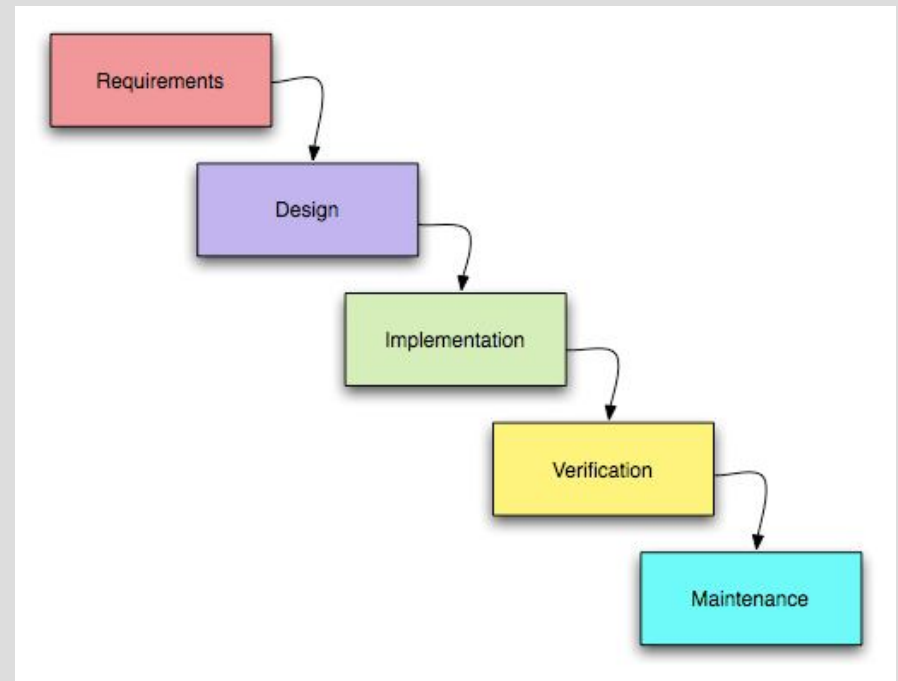 Requirements
Design
Implementation
Verification
Maintenance